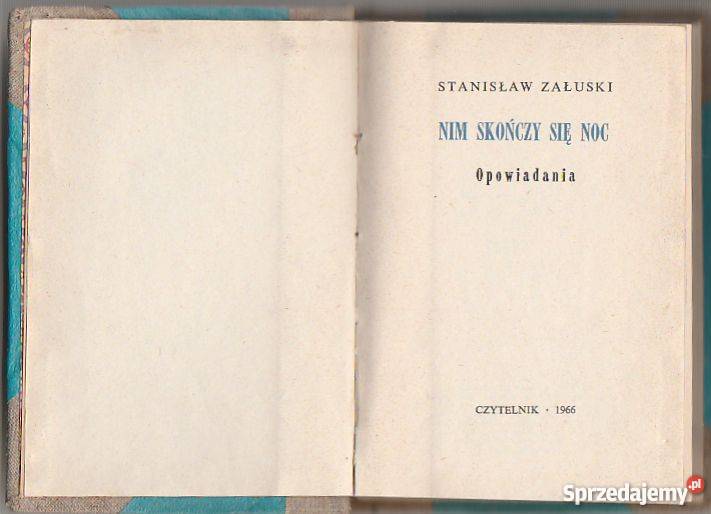 STANISŁAW ZAŁUSKI
NIM SKOŃCZY SIĘ NOC
Opowiadania
CZYTELNIK • 1966
Sprzedajemy.pl